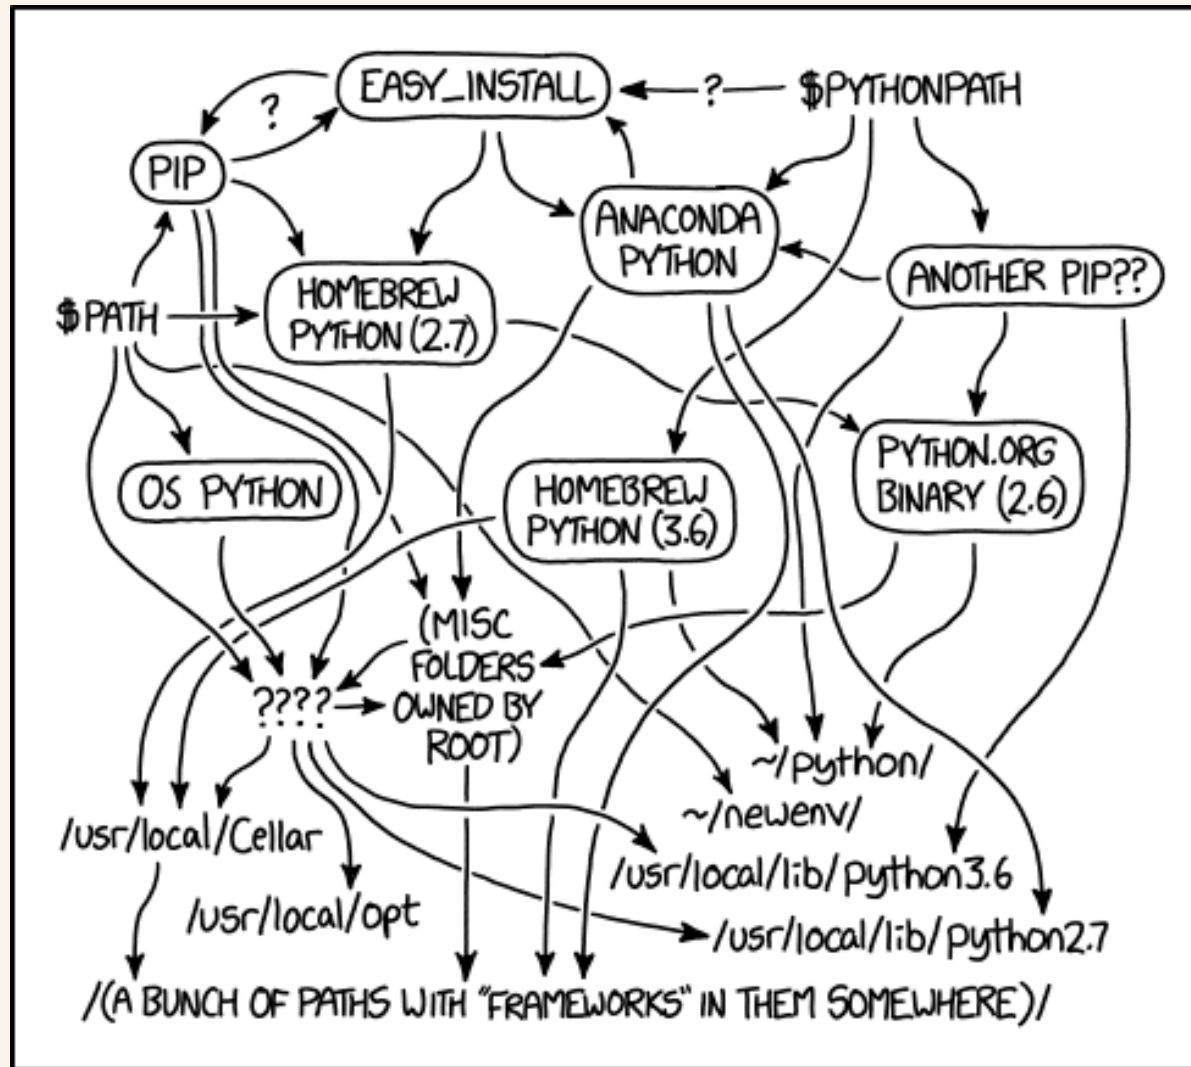 EASY_INSTALL
?
$PYTHONPATH
?
PIP
ANACONDA
PYTHON
ANOTHER PIP??
HOMEBREW
PYTHON (2.7)
$PATH
OS PYTHON
HOMEBREW
PYTHON (3.6)
PYTHON.ORG
BINARY (2.6)
(MISC
FOLDERS
OWNED BY
ROOT)
????
~/python/
~/newenv/
/usr/local/Cellar
/usr/local/lib/python3.6
/usr/local/opt
/usr/local/lib/python2.7
/(A BUNCH OF PATHS WITH "FRAMEWORKS" IN THEM SOMEWHERE)/